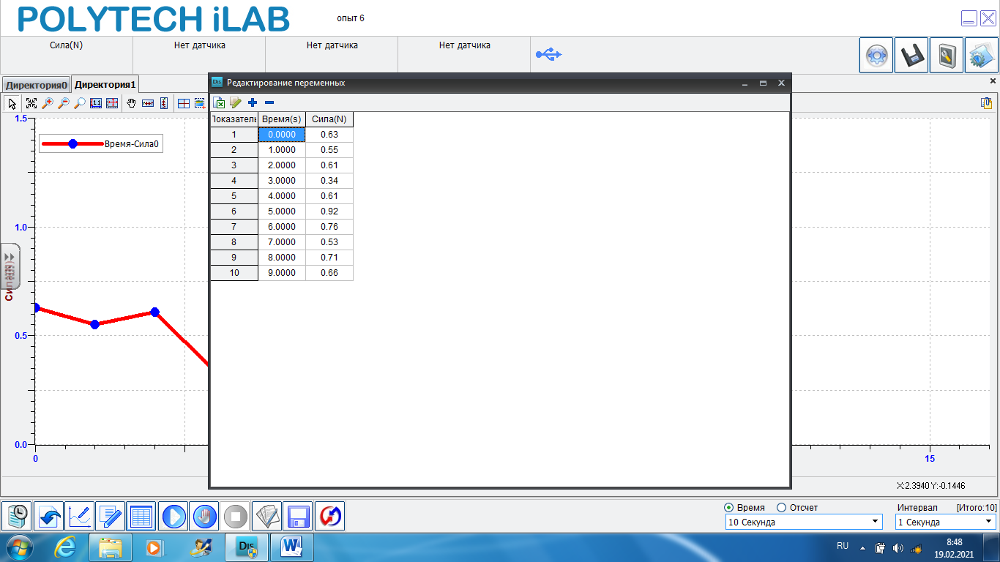 POLYTECH iLAB
опыт 6
Сила(N) Нет датчика Нет датчика Нет датчика
Директория0 Директория1
Dis Редактирование переменных
Показатель Время(s) Сила(N)
1 0.0000 0.63
2 1.0000 0.55
3 2.0000 0.61
4 3.0000 0.34
5 4.0000 0.61
6 5.0000 0.92
7 6.0000 0.76
8 7.0000 0.53
9 8.0000 0.71
10 9.0000 0.66
1.5
Время-Сила0
1.0
0.5
0.0
0 15
X:2.3940 Y:-0.1446
Время Отсчет Интервал [Итого:10]
10 Секунда 1 Секунда
Dis W RU 8:48
19.02.2021